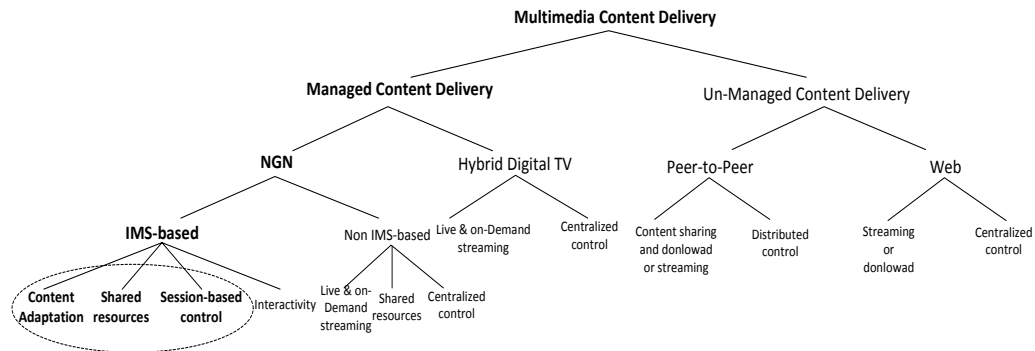 Multimedia Content Delivery
Managed Content Delivery
Un-Managed Content Delivery
NGN
Hybrid Digital TV
Peer-to-Peer
Web
IMS-based
Non IMS-based
Live & on-Demand
streaming
Centralized
control
Content sharing
and donlowad
or streaming
Distributed
control
Streaming
or
donlowad
Centralized
control
Content
Adaptation
Shared
resources
Session-based
control
Interactivity
Live & on-
Demand
streaming
Shared
resources
Centralized
control